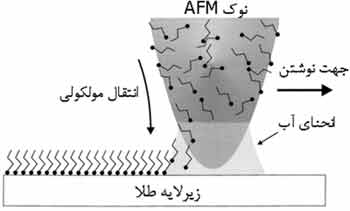 نوک AFM
جهت نوشتن
انتقال مولکولی
انحنای آب
زیرلایه طلا